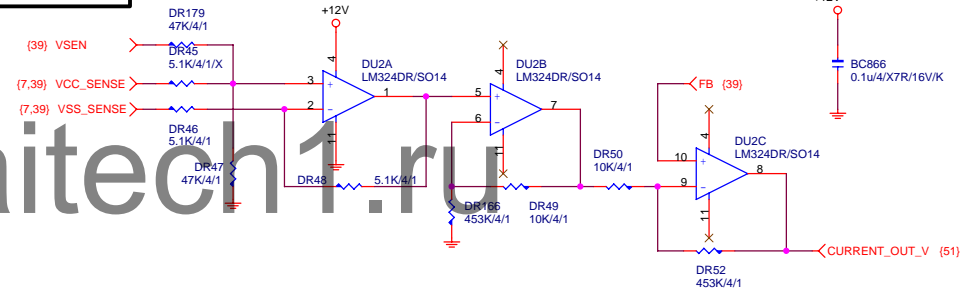 +12V
DR179
47K/4/1
{39} VSEN
DR45
5.1K/4/1/X
{7,39} VCC_SENSE
{7,39} VSS_SENSE
DR46
5.1K/4/1
DR47
47K/4/1
4
DU2A
LM324DR/SO14
3
+
1
2
-
11
DR48
5.1K/4/1
4
DU2B
LM324DR/SO14
5
+
7
6
-
11
DR166
453K/4/1
DR49
10K/4/1
DR50
10K/4/1
FB {39}
4
DU2C
LM324DR/SO14
10
+
8
9
-
11
DR52
453K/4/1
CURRENT_OUT_V {51}
BC866
0.1u/4/X7R/16V/K
aitech1.ru